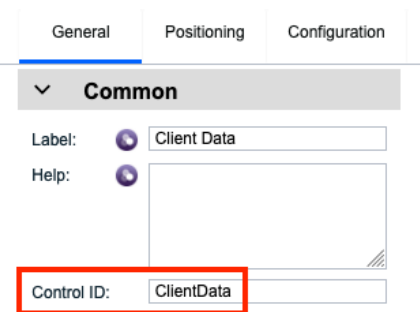 General Positioning Configuration
Common
Label: Client Data
Help:
Control ID: ClientData